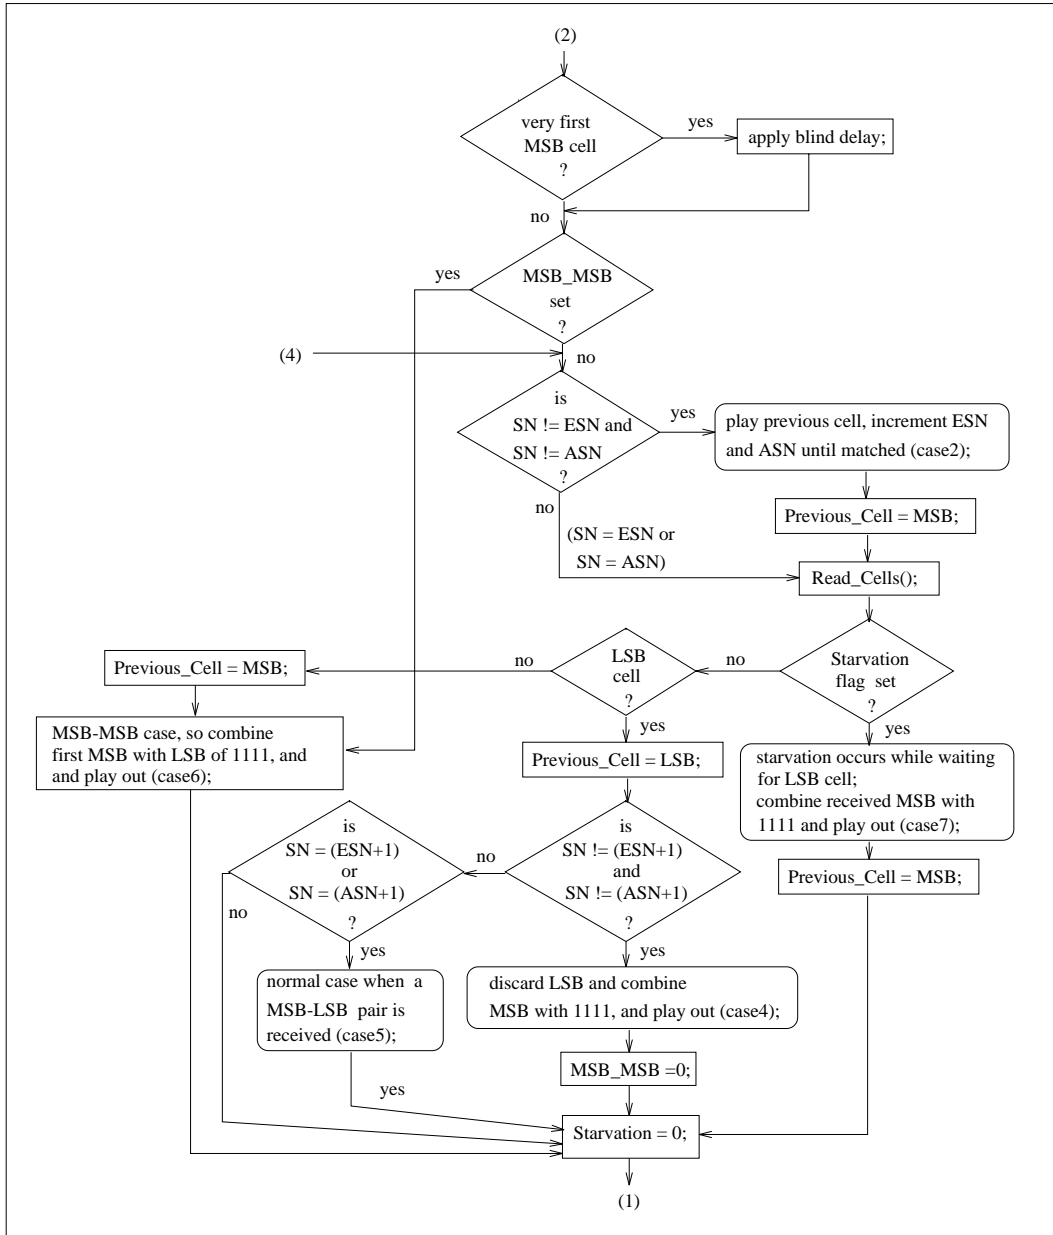 (2)
very first
MSB cell
?
yes
apply blind delay;
no
yes
MSB_MSB
set
?
(4)
no
is
SN != ESN and
SN != ASN
?
yes
play previous cell, increment ESN
and ASN until matched (case2);
no
Previous_Cell = MSB;
(SN = ESN or
SN = ASN)
Read_Cells();
Previous_Cell = MSB;
no
LSB
cell
?
no
Starvation
flag set
?
MSB-MSB case, so combine
first MSB with LSB of 1111, and
and play out (case6);
yes
Previous_Cell = LSB;
yes
starvation occurs while waiting
for LSB cell;
combine received MSB with
1111 and play out (case7);
is
SN = (ESN+1)
or
SN = (ASN+1)
?
no
is
SN != (ESN+1)
and
SN != (ASN+1)
?
Previous_Cell = MSB;
no
yes
yes
normal case when a
MSB-LSB pair is
received (case5);
discard LSB and combine
MSB with 1111, and play out (case4);
MSB_MSB =0;
yes
Starvation = 0;
(1)